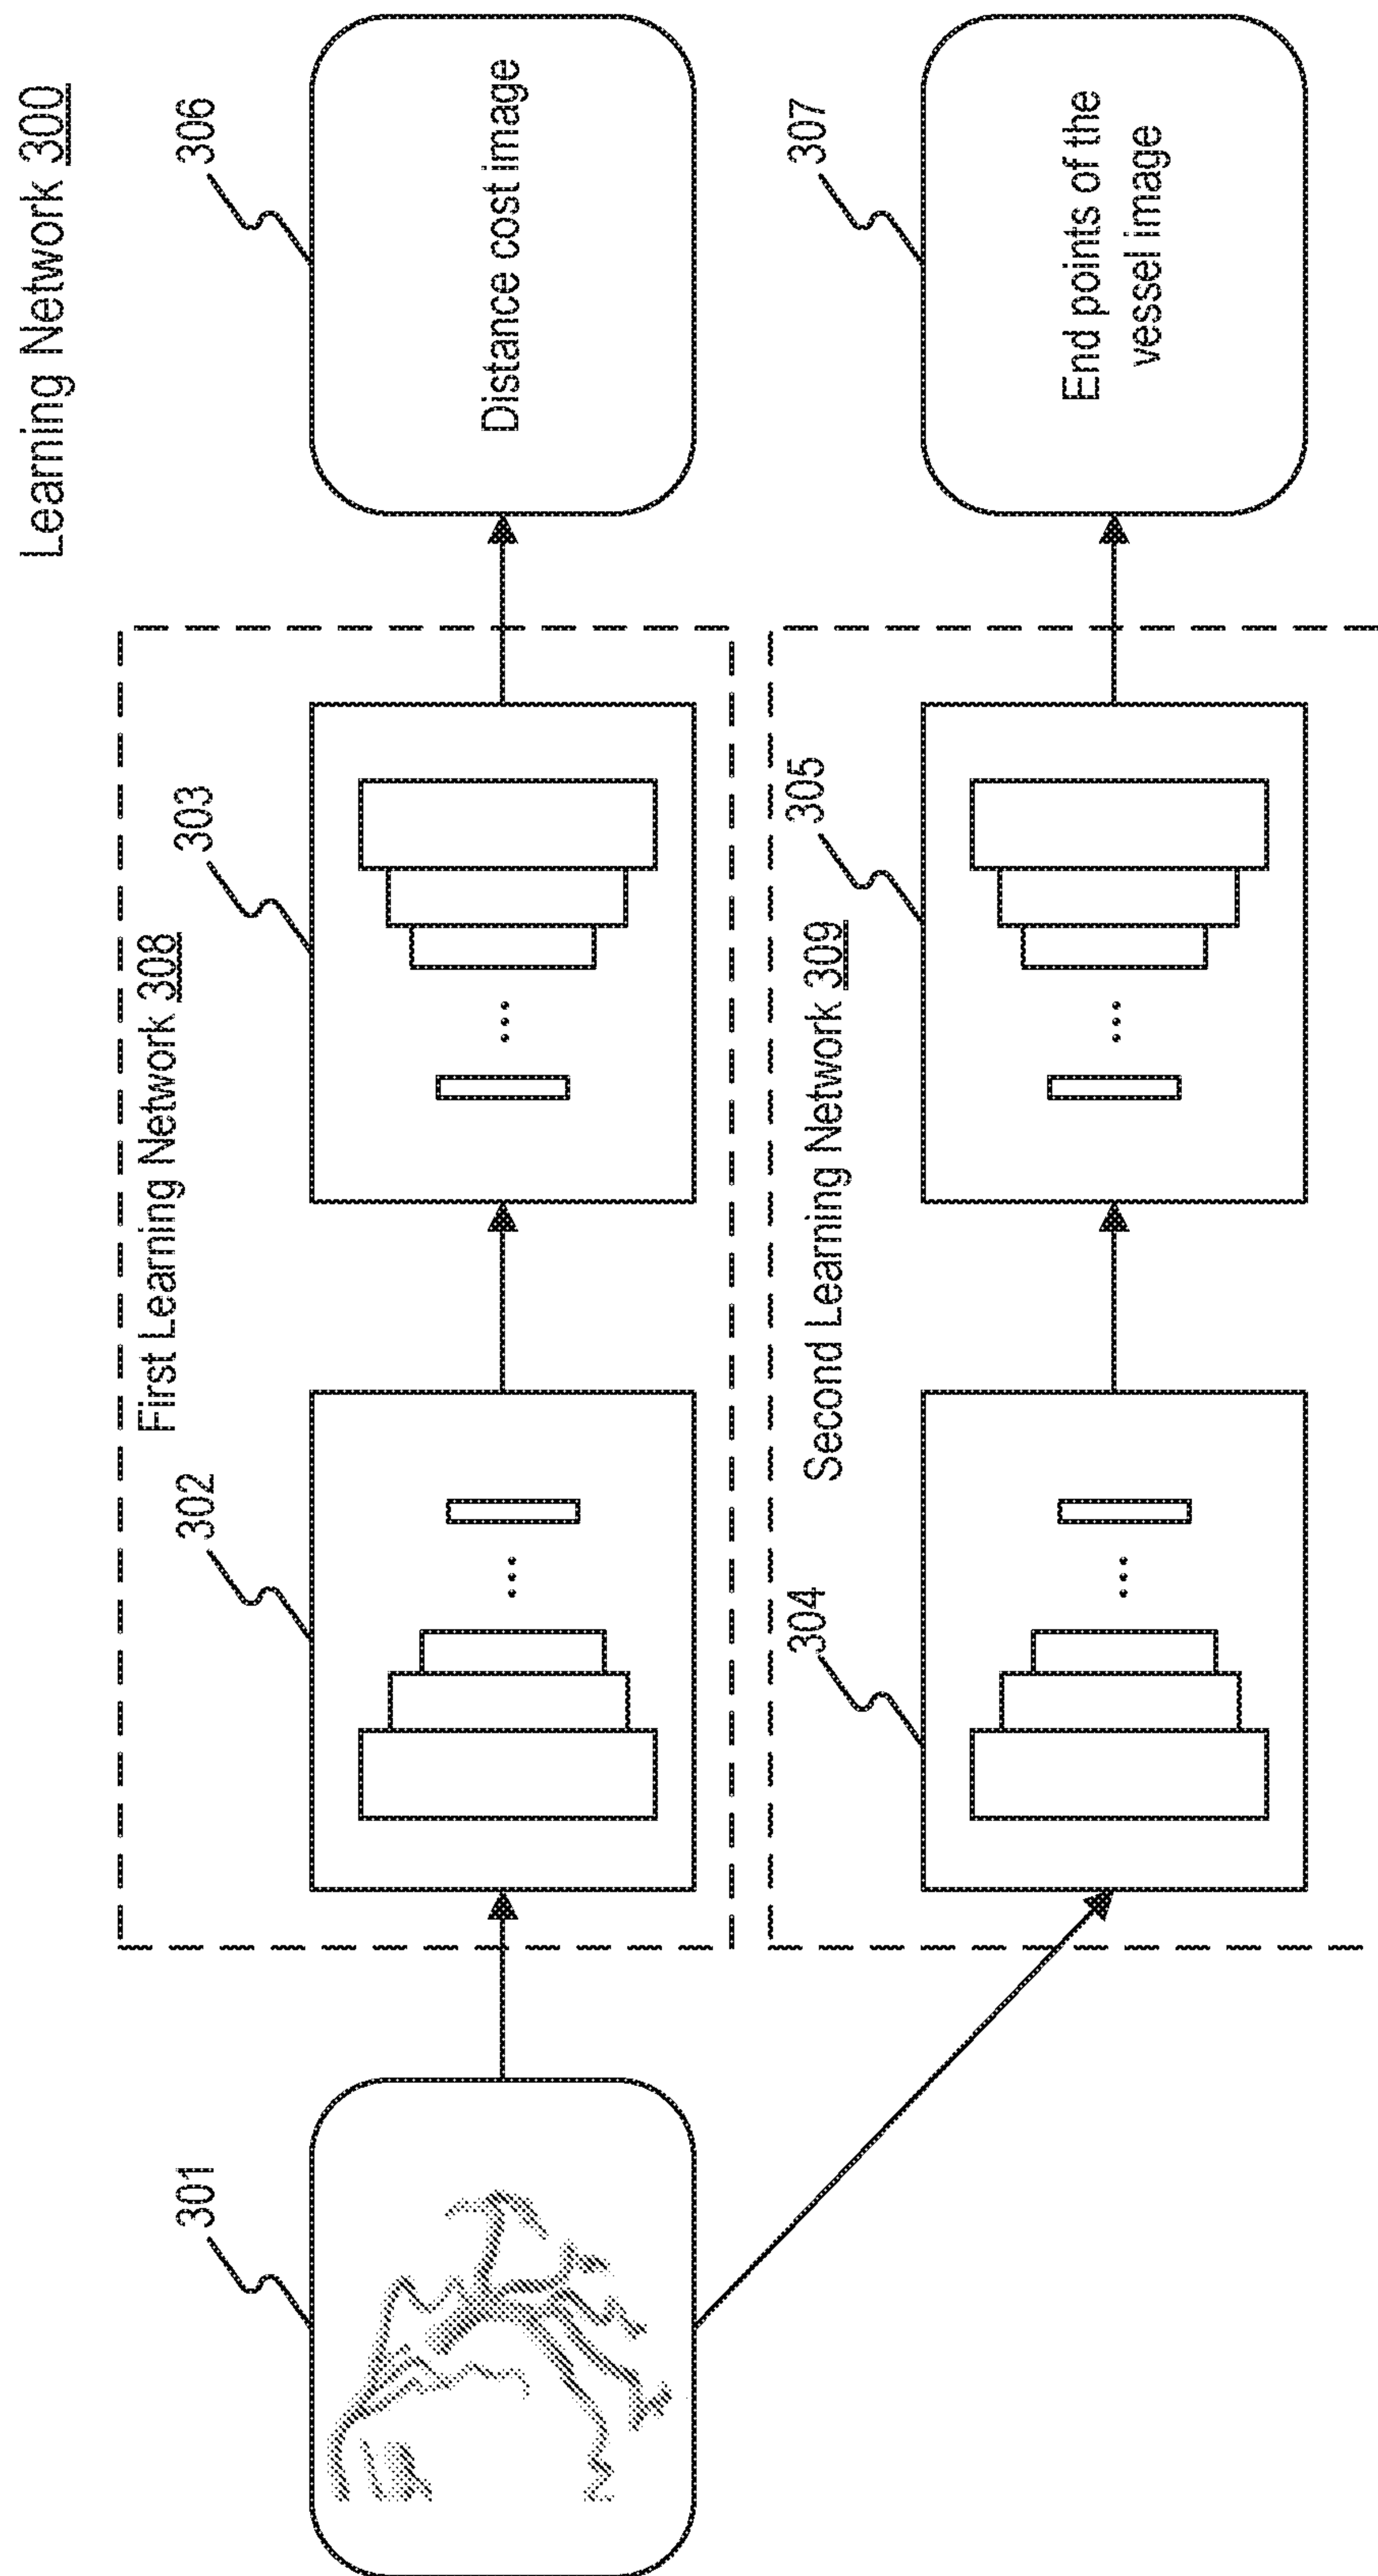 Learning Network 300
301
302
First Learning Network 308
303
306
Distance cost image
304
Second Learning Network 309
305
307
End points of the
vessel image